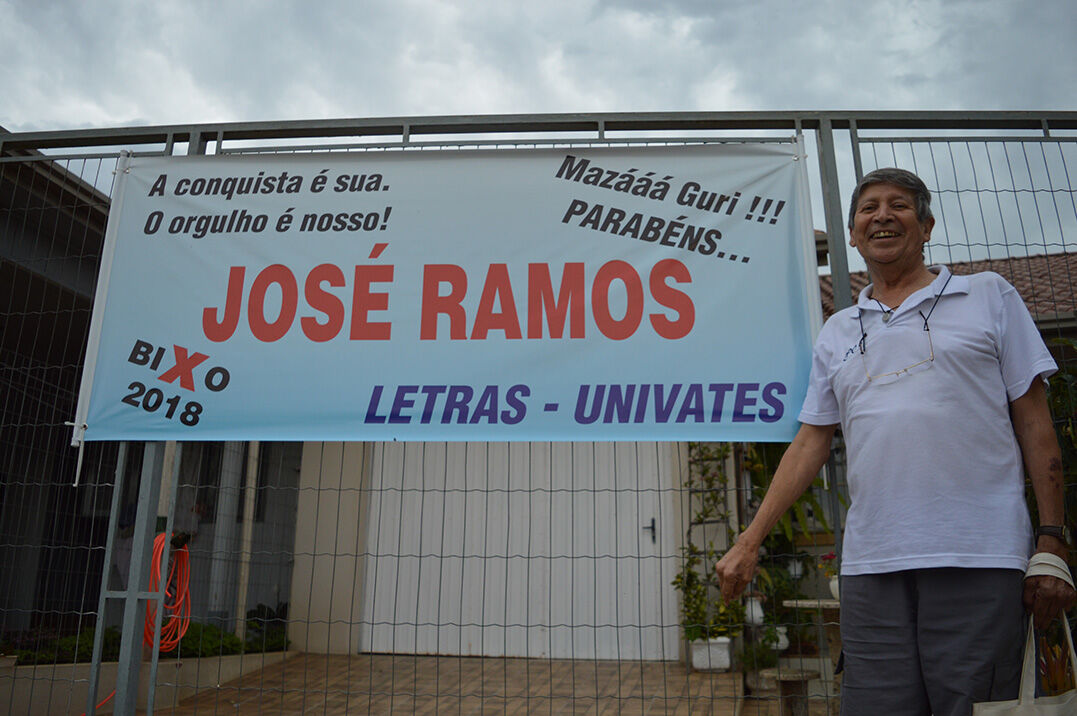 A conquista é sua.
O orgulho é nosso!
Mazááá Guri !!!
PARABÉNS...
JOSÉ RAMOS
BIXO
2018
LETRAS - UNIVATES